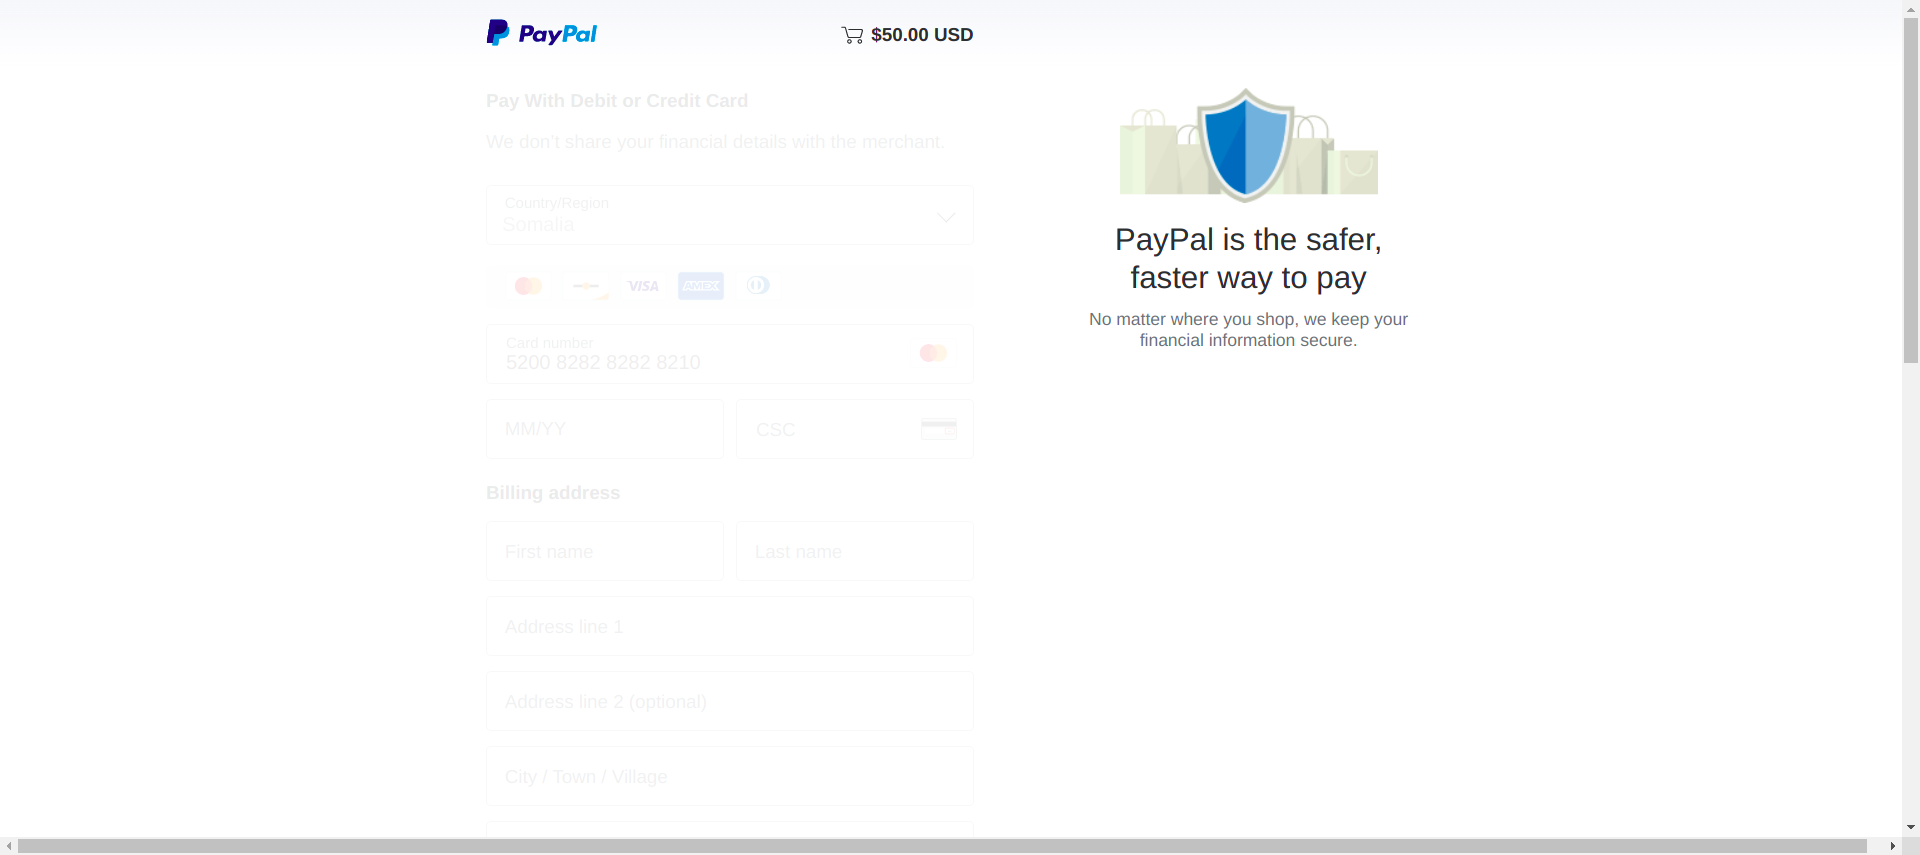 PayPal
$50.00 USD
Pay With Debit or Credit Card
We don't share your financial details with the merchant.
Country/Region
Somalia
VISA
AMEX
Card number
5200 8282 8282 8210
MM/YY
CSC
Billing address
First name
Last name
Address line 1
Address line 2 (optional)
City / Town / Village
PayPal is the safer,
faster way to pay
No matter where you shop, we keep your
financial information secure.